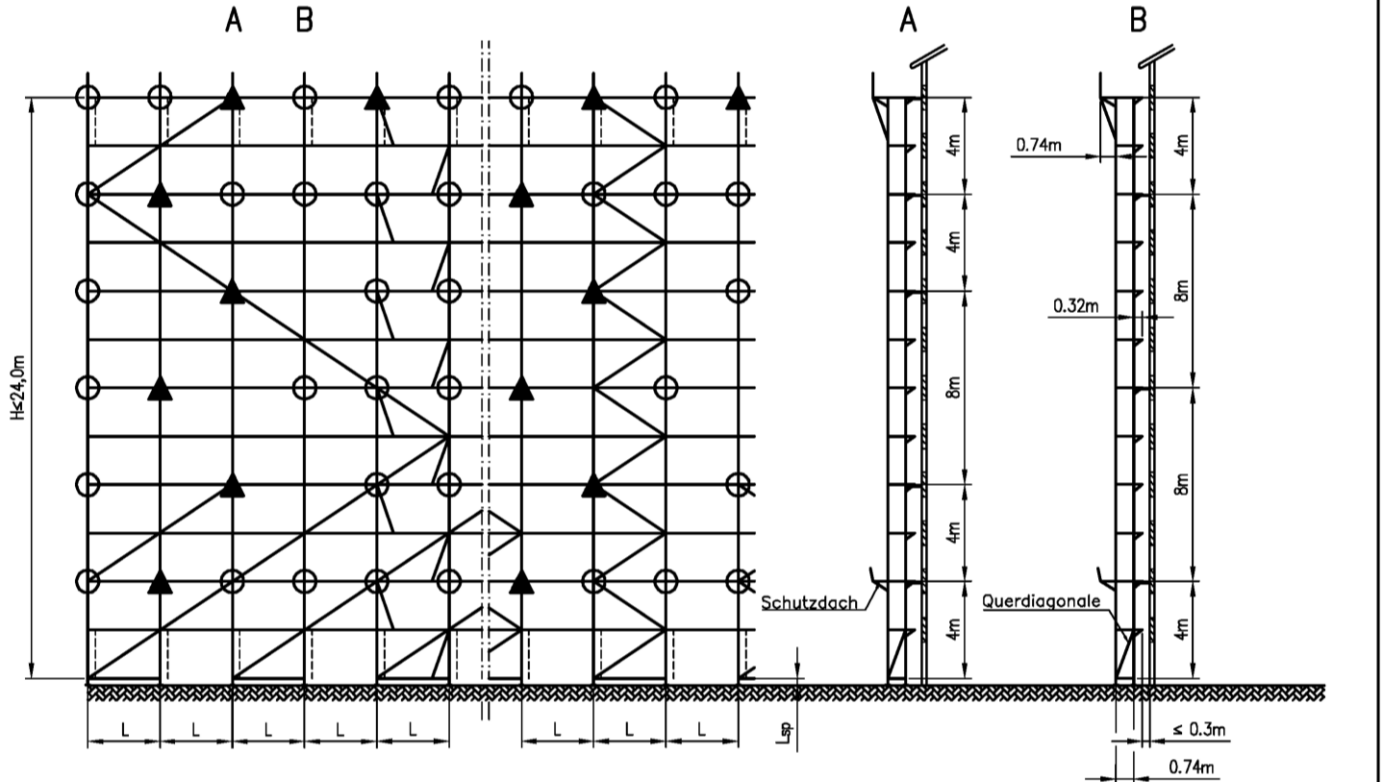 A B
A
B
H≤24,0m
4m
4m
8m
4m
4m
0.74m
0.32m
4m
8m
8m
4m
Schutzdach
Querdiagonale
L L L L L L L L
Lsp
≤ 0.3m
0.74m